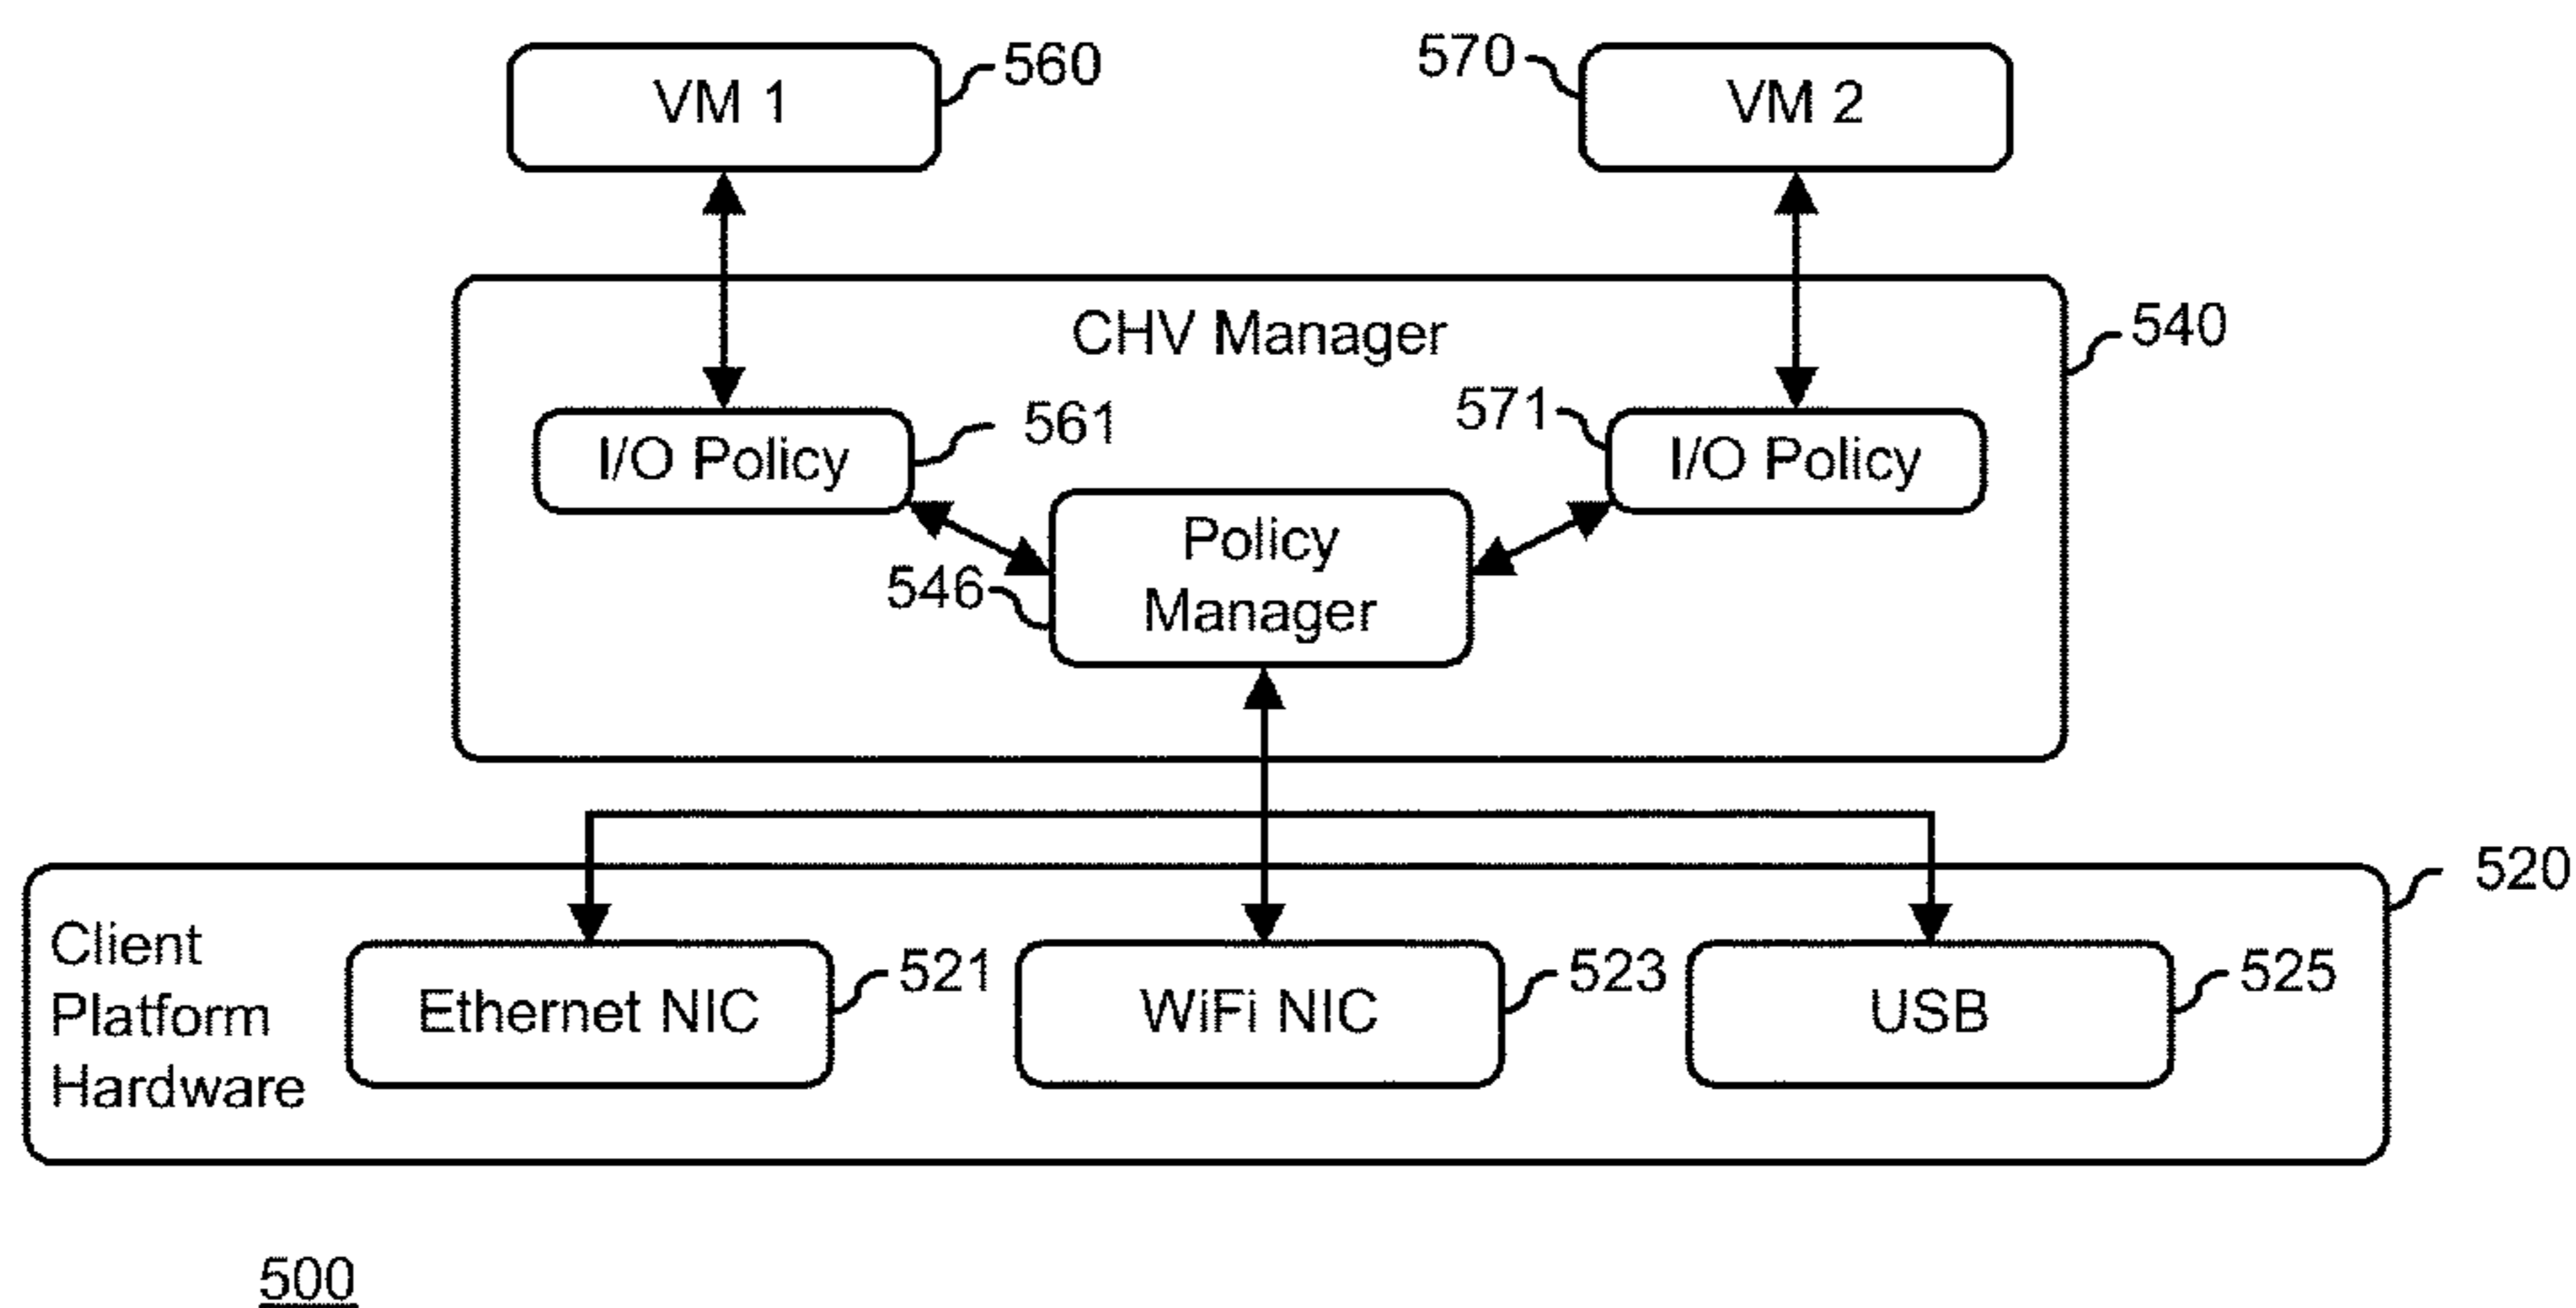 VM 1
560
570
VM 2
CHV Manager
540
I/O Policy
561
571
I/O Policy
Policy
Manager
546
520
Client
Platform
Hardware
Ethernet NIC
521
WiFi NIC
523
USB
525
500